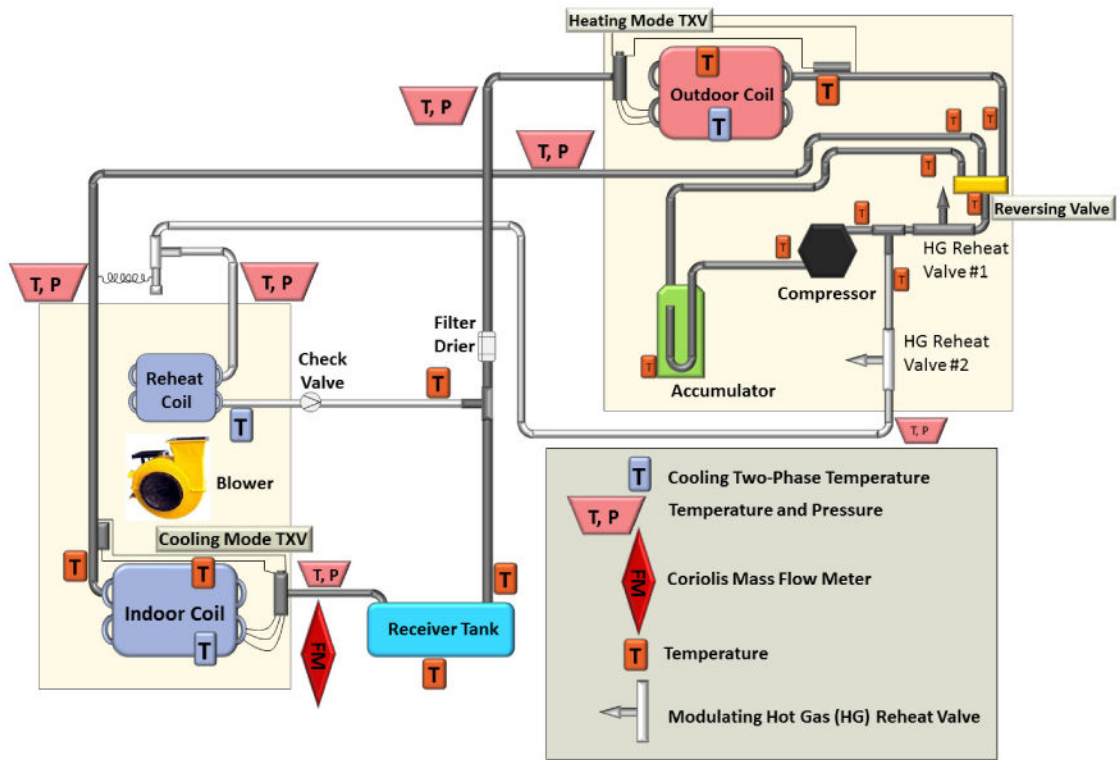 Heating Mode TXV
T
T, P
Outdoor Coil
T
T
T
T
T, P
T
T
Reversing Valve
T
T
HG Reheat
Valve #1
T, P
T, P
T
Compressor
T
Filter
Drier
HG Reheat
Valve #2
Check
Valve
T
Reheat
Coil
T
Accumulator
T
T, P
Blower
T
Cooling Two-Phase Temperature
T, P
Temperature and Pressure
Cooling Mode TXV
T
T
T, P
T
FM
Coriolis Mass Flow Meter
Indoor Coil
Receiver Tank
T
FM
T
T
Temperature
Modulating Hot Gas (HG) Reheat Valve